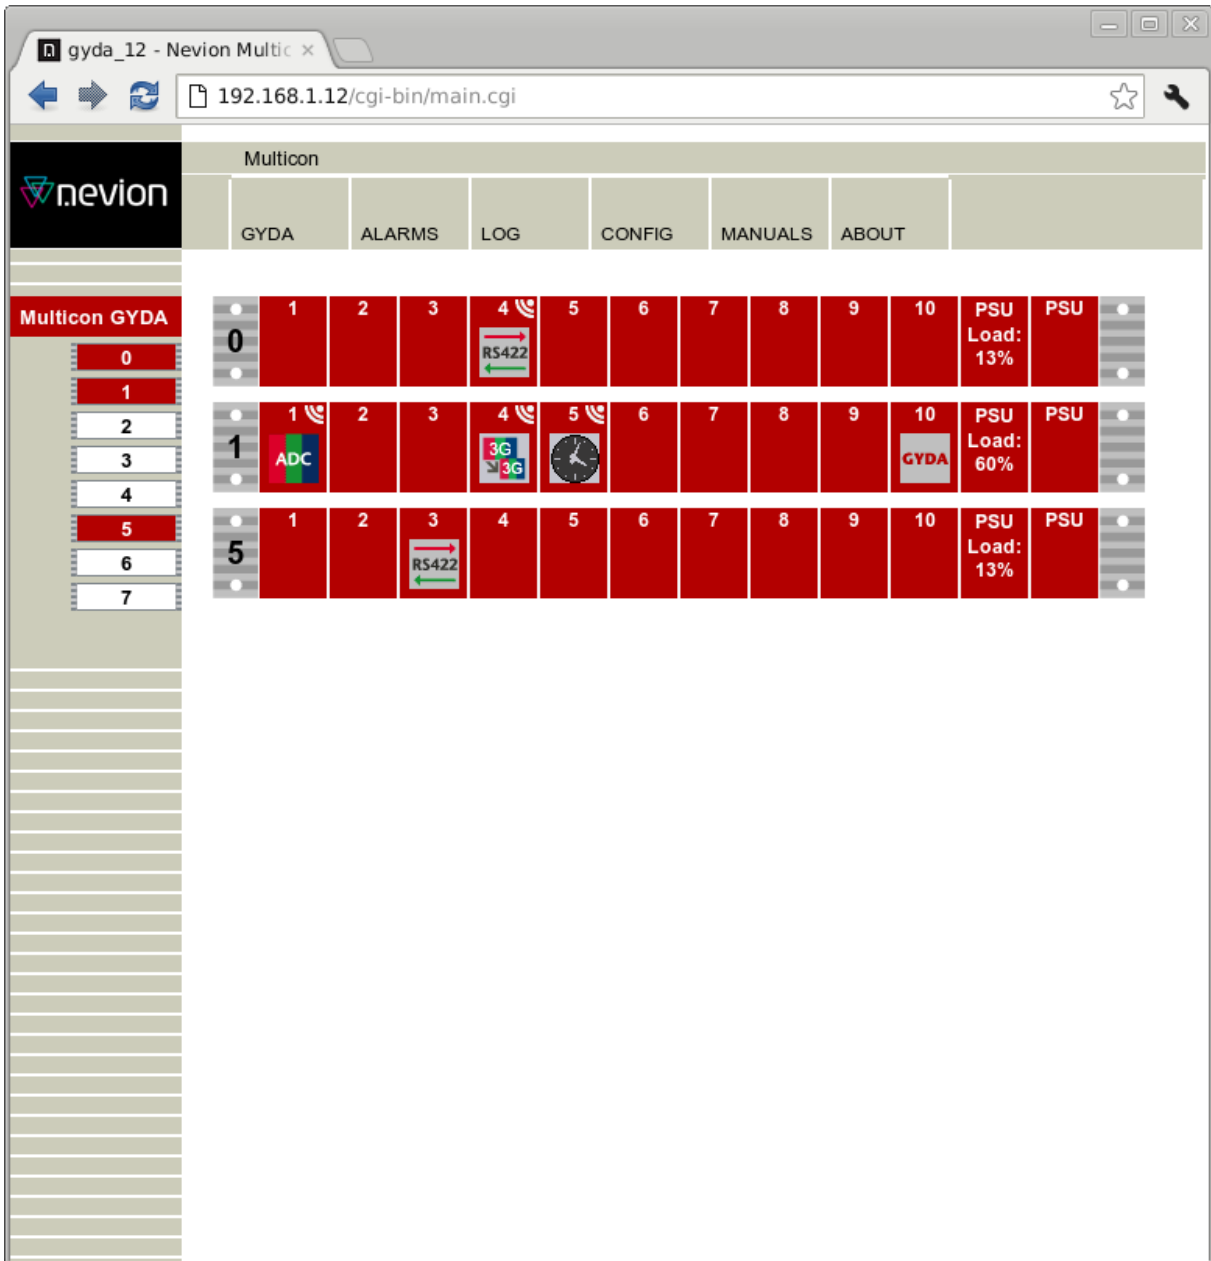 gyda_12 - Nevion Multic
192.168.1.12/cgi-bin/main.cgi
nevion
Multicon
GYDA ALARMS LOG CONFIG MANUALS ABOUT
Multicon GYDA
0
1
2
3
4
5
6
7
0 1 2 3 4 5 6 7 8 9 10 PSU PSU
RS422
Load:
13%
1 1 2 3 4 5 6 7 8 9 10 PSU PSU
ADC 3G 3G GYDA
Load:
60%
5 1 2 3 4 5 6 7 8 9 10 PSU PSU
RS422
Load:
13%